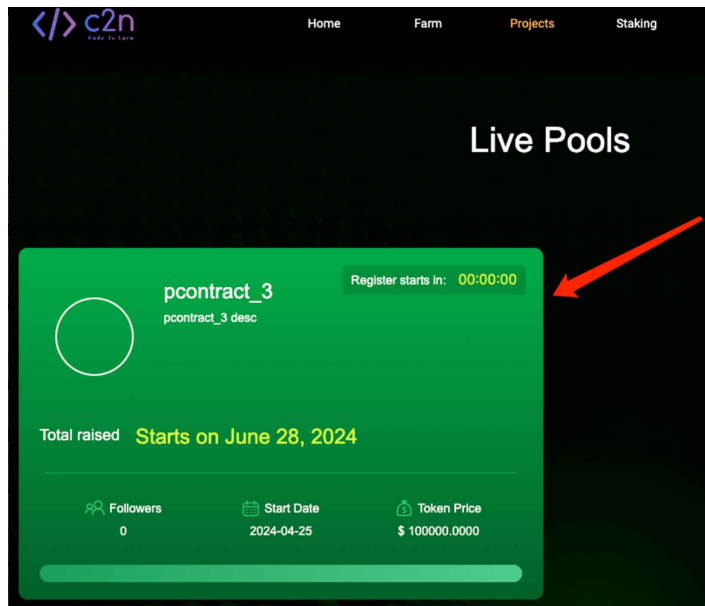 </> c2n
Code To Earn
Home Farm Projects Staking
Live Pools
Register starts in: 00:00:00
pcontract_3
pcontract_3 desc
Total raised Starts on June 28, 2024
Followers Start Date Token Price
0 2024-04-25 $ 100000.0000